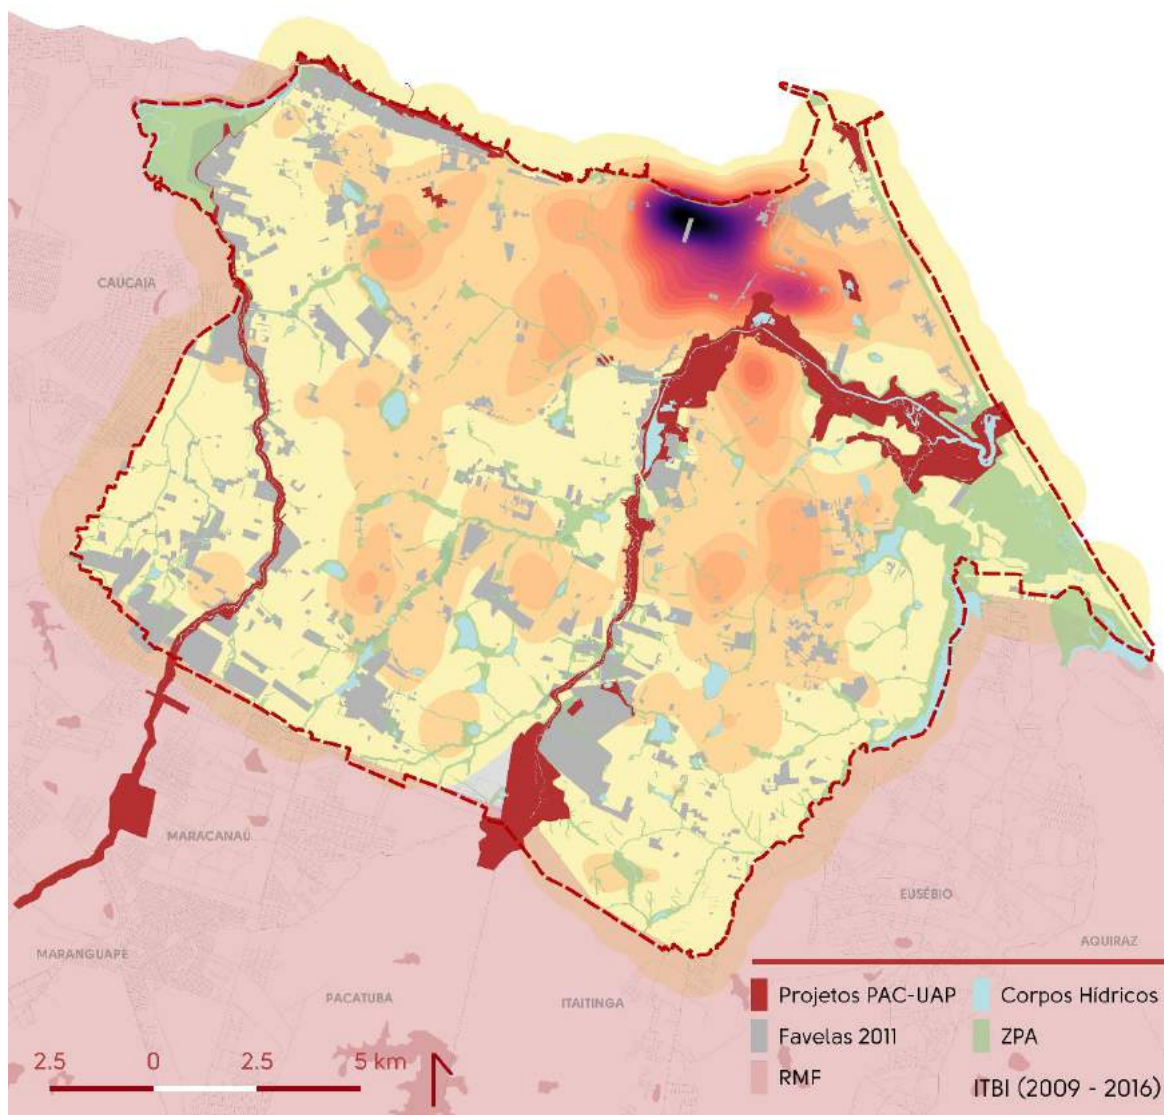 CAUCAIA
MARACANAÚ
MARANGUAPE
PACATUBA
ITAITINGA
EUSÉBIO
AQUIRAZ
Projetos PAC-UAP
Corpos Hídricos
Favelas 2011
ZPA
RMF
ITBI (2009 - 2016)
2.5 0 2.5 5 km